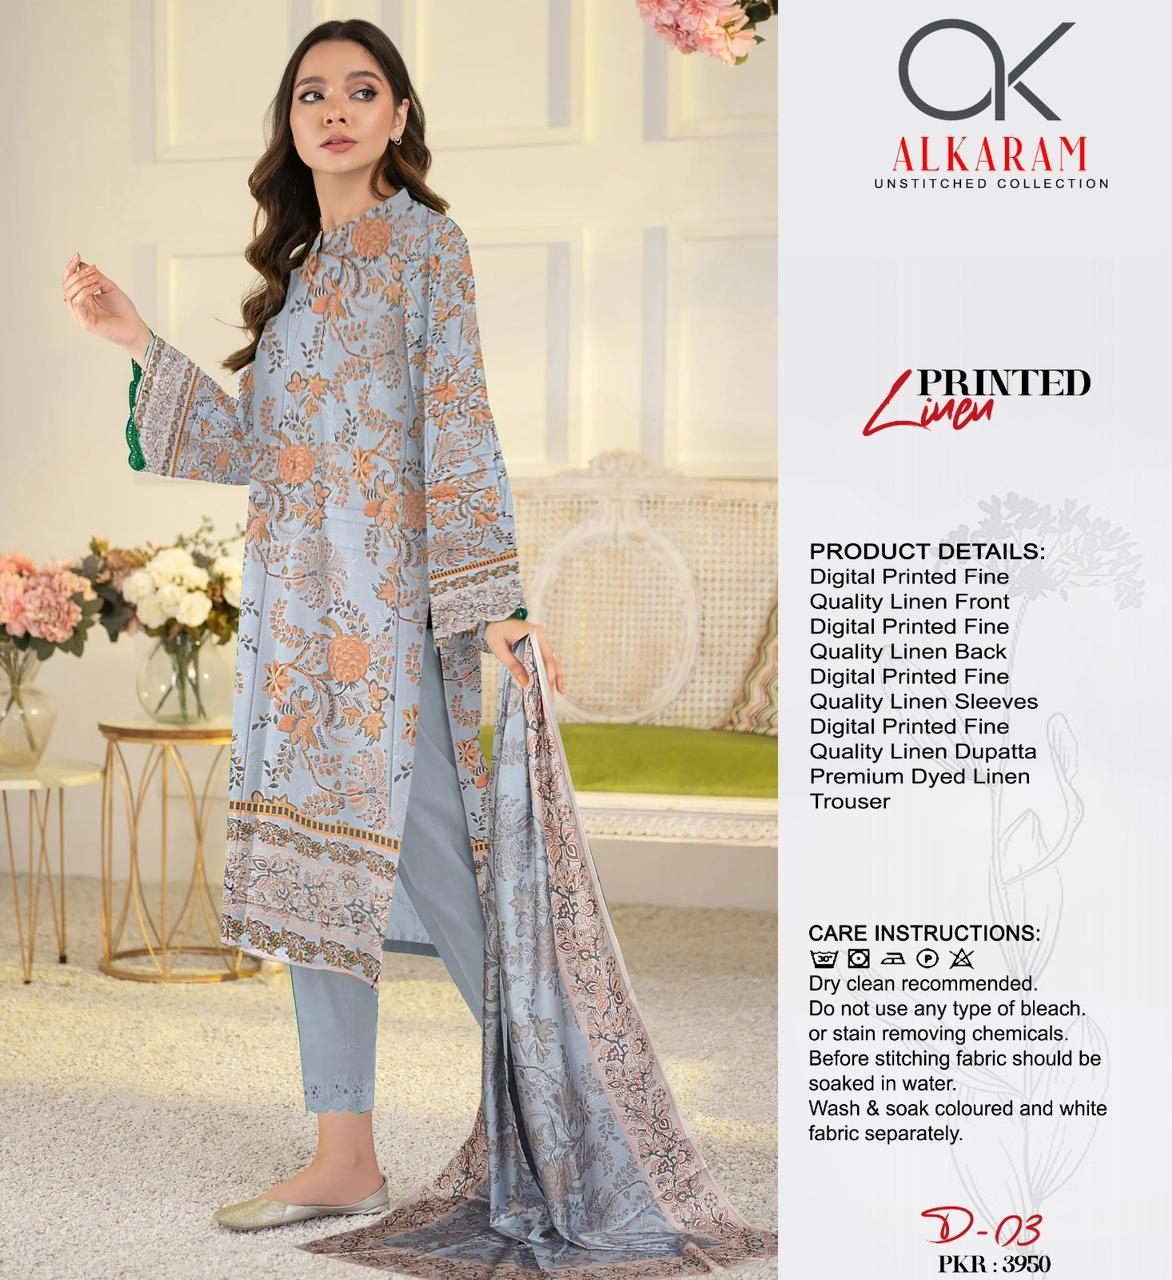 AK
ALKARAM
UNSTITCHED COLLECTION
PRINTED
Linen
PRODUCT DETAILS:
Digital Printed Fine
Quality Linen Front
Digital Printed Fine
Quality Linen Back
Digital Printed Fine
Quality Linen Sleeves
Digital Printed Fine
Quality Linen Dupatta
Premium Dyed Linen
Trouser
CARE INSTRUCTIONS:
30
P
Dry clean recommended.
Do not use any type of bleach.
or stain removing chemicals.
Before stitching fabric should be
soaked in water.
Wash & soak coloured and white
fabric separately.
D-03
PKR : 3950